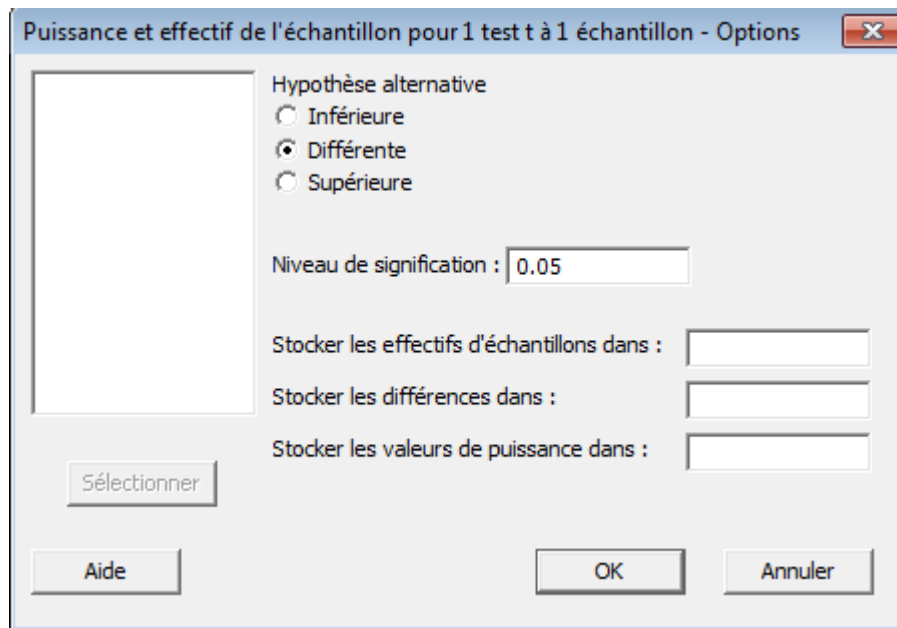 Puissance et effectif de l'échantillon pour 1 test t à 1 échantillon - Options
Hypothèse alternative
Inférieure
Différente
Supérieure
Niveau de signification : 0.05
Stocker les effectifs d'échantillons dans :
Stocker les différences dans :
Stocker les valeurs de puissance dans :
Sélectionner
Aide
OK
Annuler